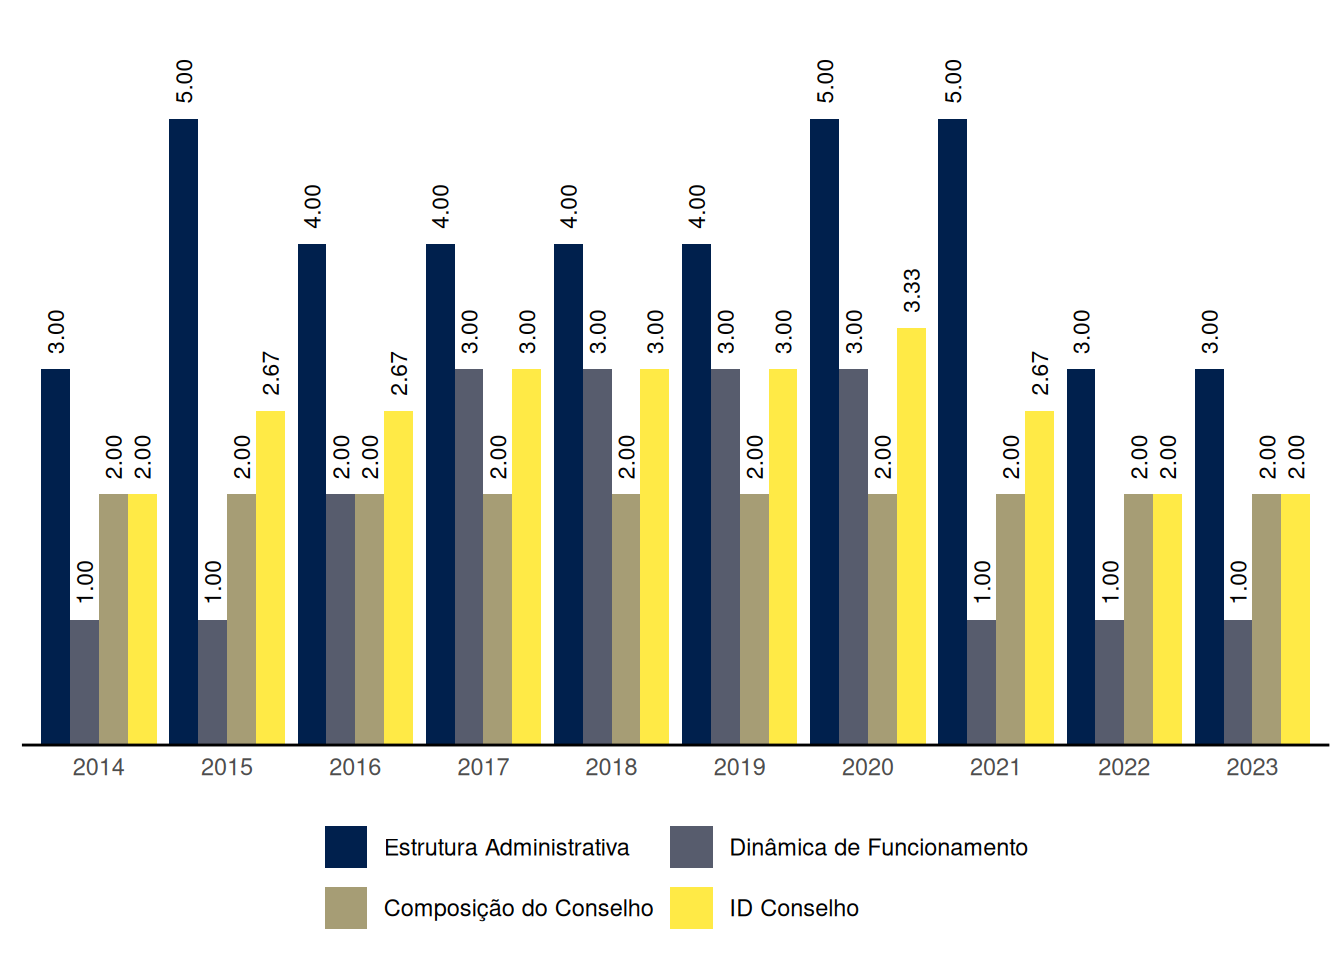 3.00 1.00 2.00 2.00
5.00 1.00 2.00 2.67
4.00 2.00 2.00 2.67
4.00 3.00 2.00 3.00
4.00 3.00 2.00 3.00
4.00 3.00 2.00 3.00
5.00 3.00 2.00 3.33
5.00 1.00 2.00 2.67
3.00 1.00 2.00 2.00
3.00 1.00 2.00 2.00
2014 2015 2016 2017 2018 2019 2020 2021 2022 2023
Estrutura Administrativa Dinâmica de Funcionamento
Composição do Conselho ID Conselho